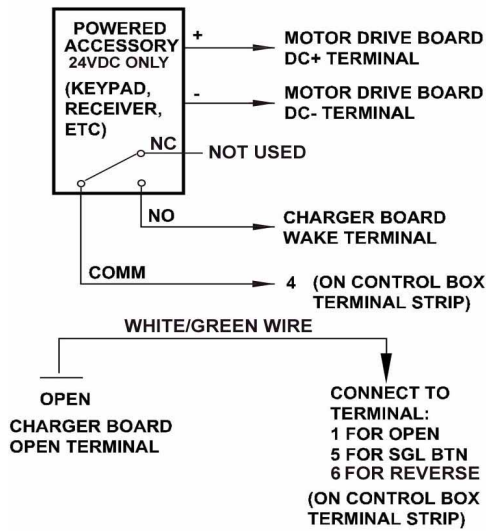 POWERED
ACCESSORY
24VDC ONLY
(KEYPAD,
RECEIVER,
ETC)
+
MOTOR DRIVE BOARD
DC+ TERMINAL
-
MOTOR DRIVE BOARD
DC- TERMINAL
NC
NOT USED
NO
CHARGER BOARD
WAKE TERMINAL
COMM
4 (ON CONTROL BOX
TERMINAL STRIP)
WHITE/GREEN WIRE
OPEN
CHARGER BOARD
OPEN TERMINAL
CONNECT TO
TERMINAL:
1 FOR OPEN
5 FOR SGL BTN
6 FOR REVERSE
(ON CONTROL BOX
TERMINAL STRIP)